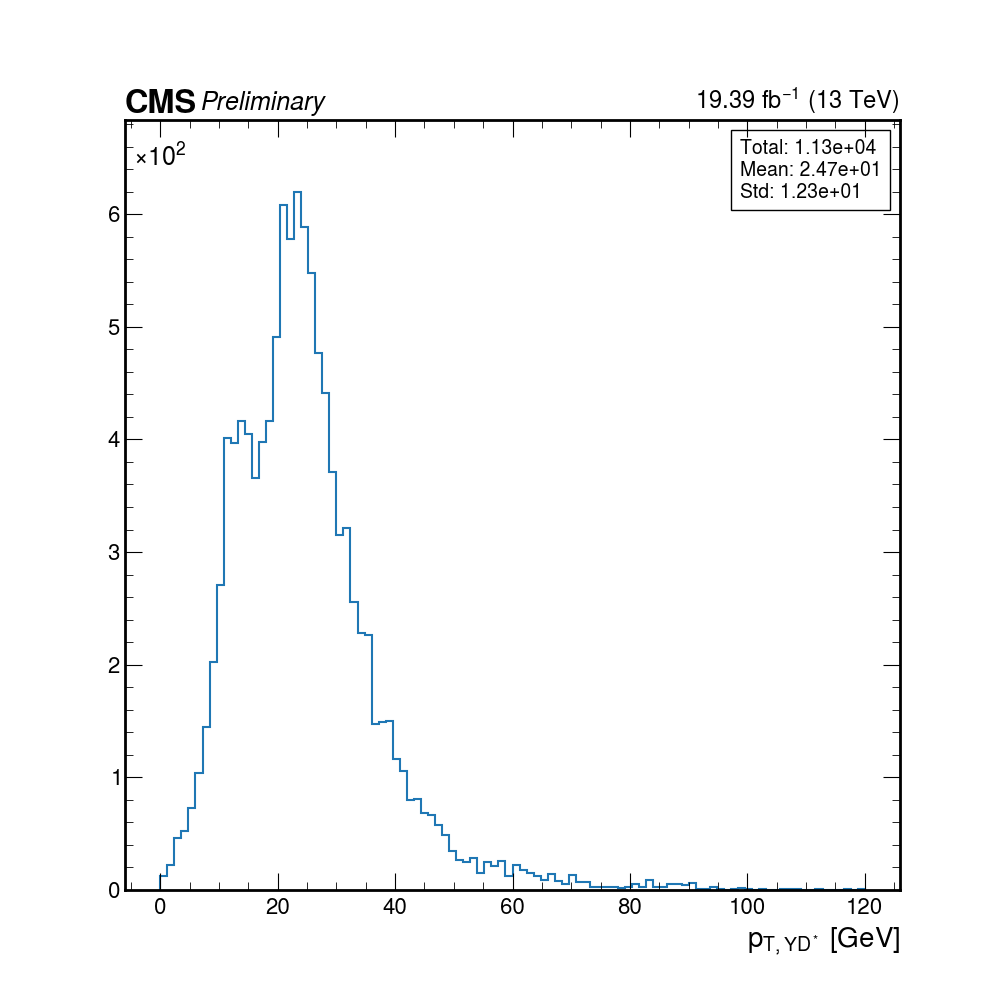 CMS Preliminary 19.39 fb⁻¹ (13 TeV)
×10²
Total: 1.13e+04
Mean: 2.47e+01
Std: 1.23e+01
6
5
4
3
2
1
0
0 20 40 60 80 100 120
p_{T, YD*} [GeV]